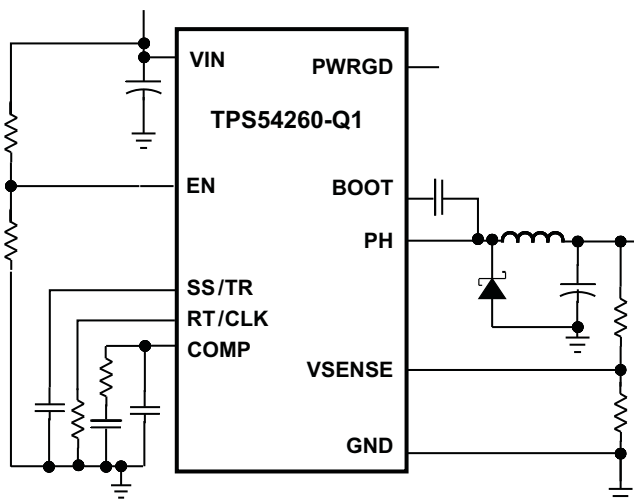 VIN
PWRGD
TPS54260-Q1
EN
BOOT
PH
SS/TR
RT/CLK
COMP
VSENSE
GND